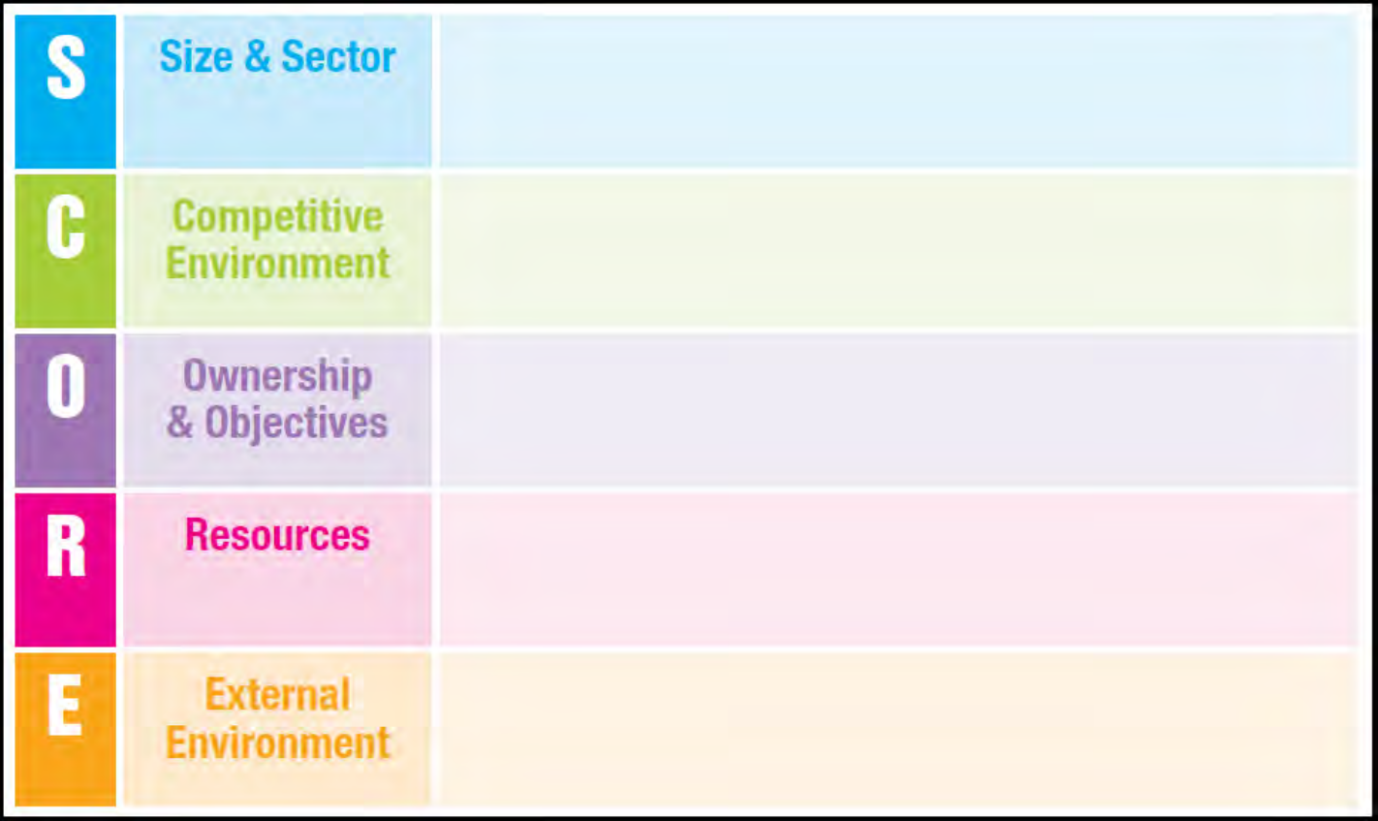 S
Size & Sector
C
Competitive
Environment
O
Ownership
& Objectives
R
Resources
E
External
Environment